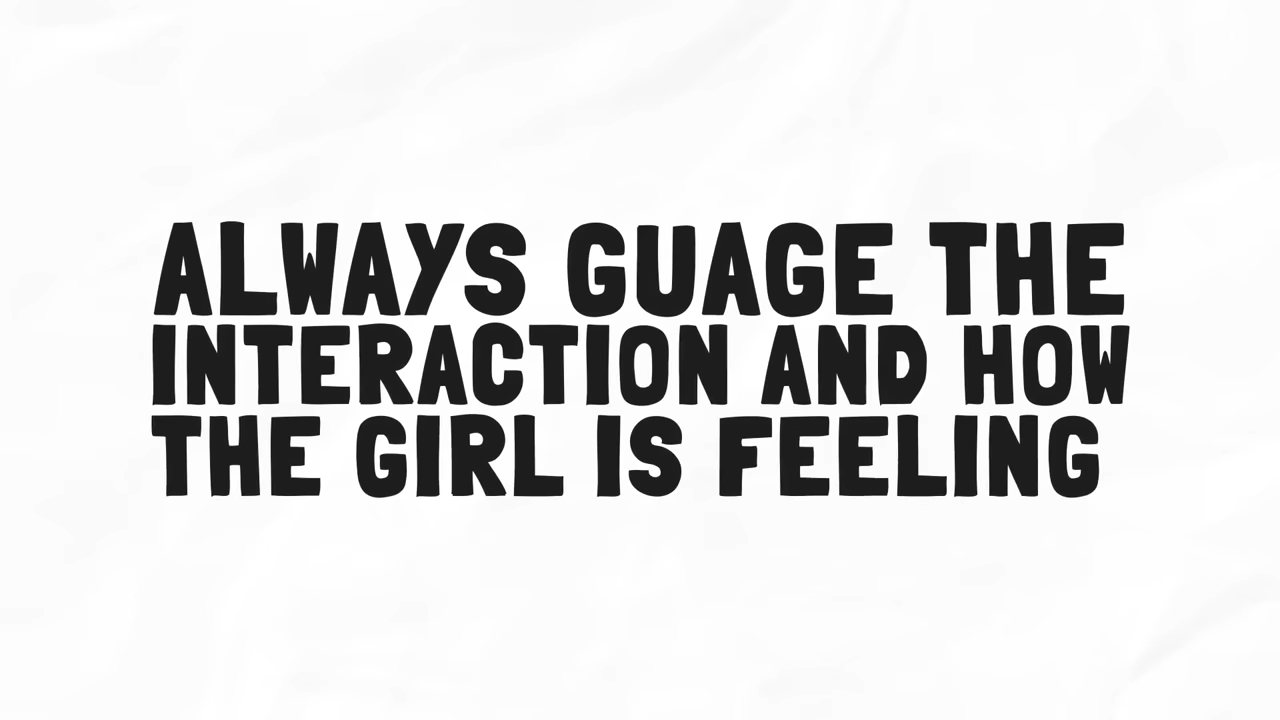 ALWAYS GUAGE THE
INTERACTION AND HOW
THE GIRL IS FEELING